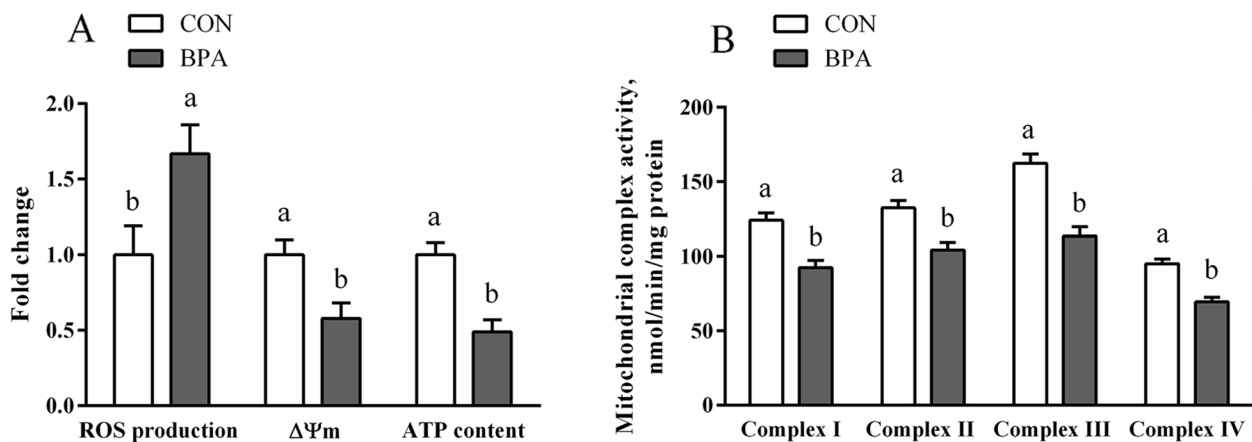 A
CON
BPA
Fold change
2.0
1.5
1.0
0.5
0.0
b
a
a
b
a
b
ROS production
ΔΨm
ATP content
B
CON
BPA
Mitochondrial complex activity,
nmol/min/mg protein
200
150
100
50
0
a
b
a
b
a
b
a
b
Complex I
Complex II
Complex III
Complex IV